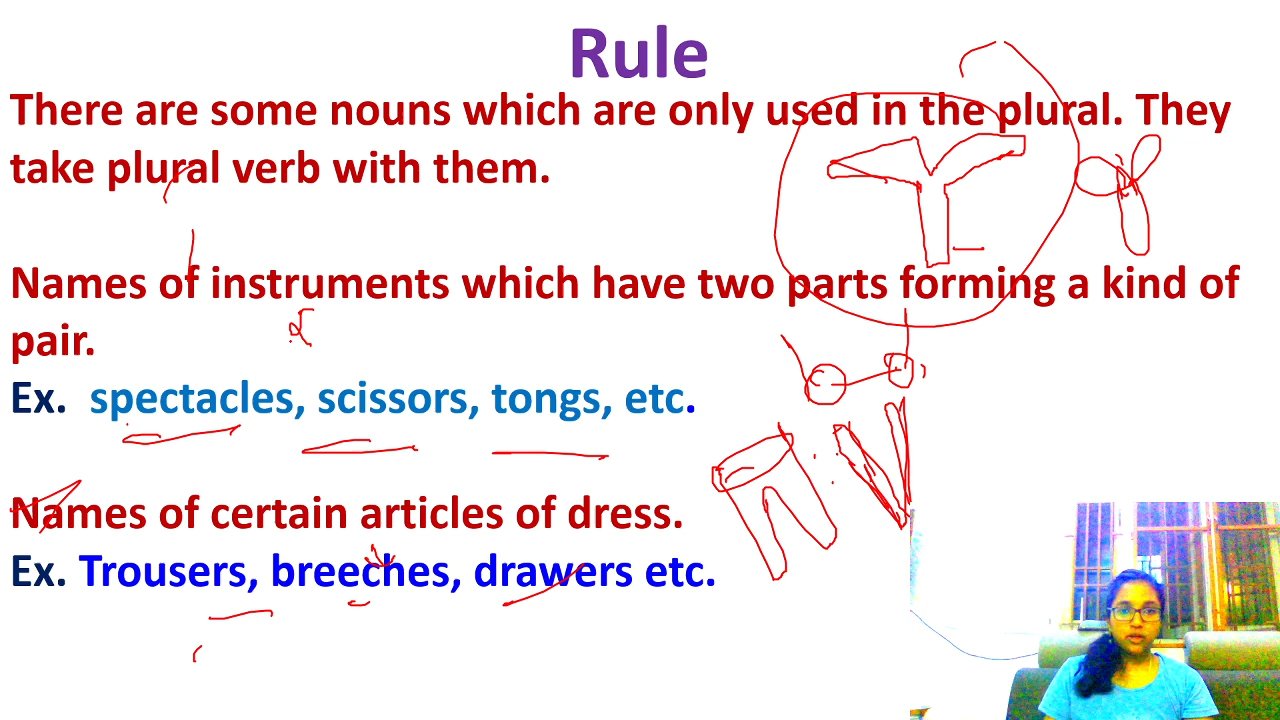 Rule
There are some nouns which are only used in the plural. They
take plural verb with them.
Names of instruments which have two parts forming a kind of
pair.
Ex. spectacles, scissors, tongs, etc.
Names of certain articles of dress.
Ex. Trousers, breeches, drawers etc.